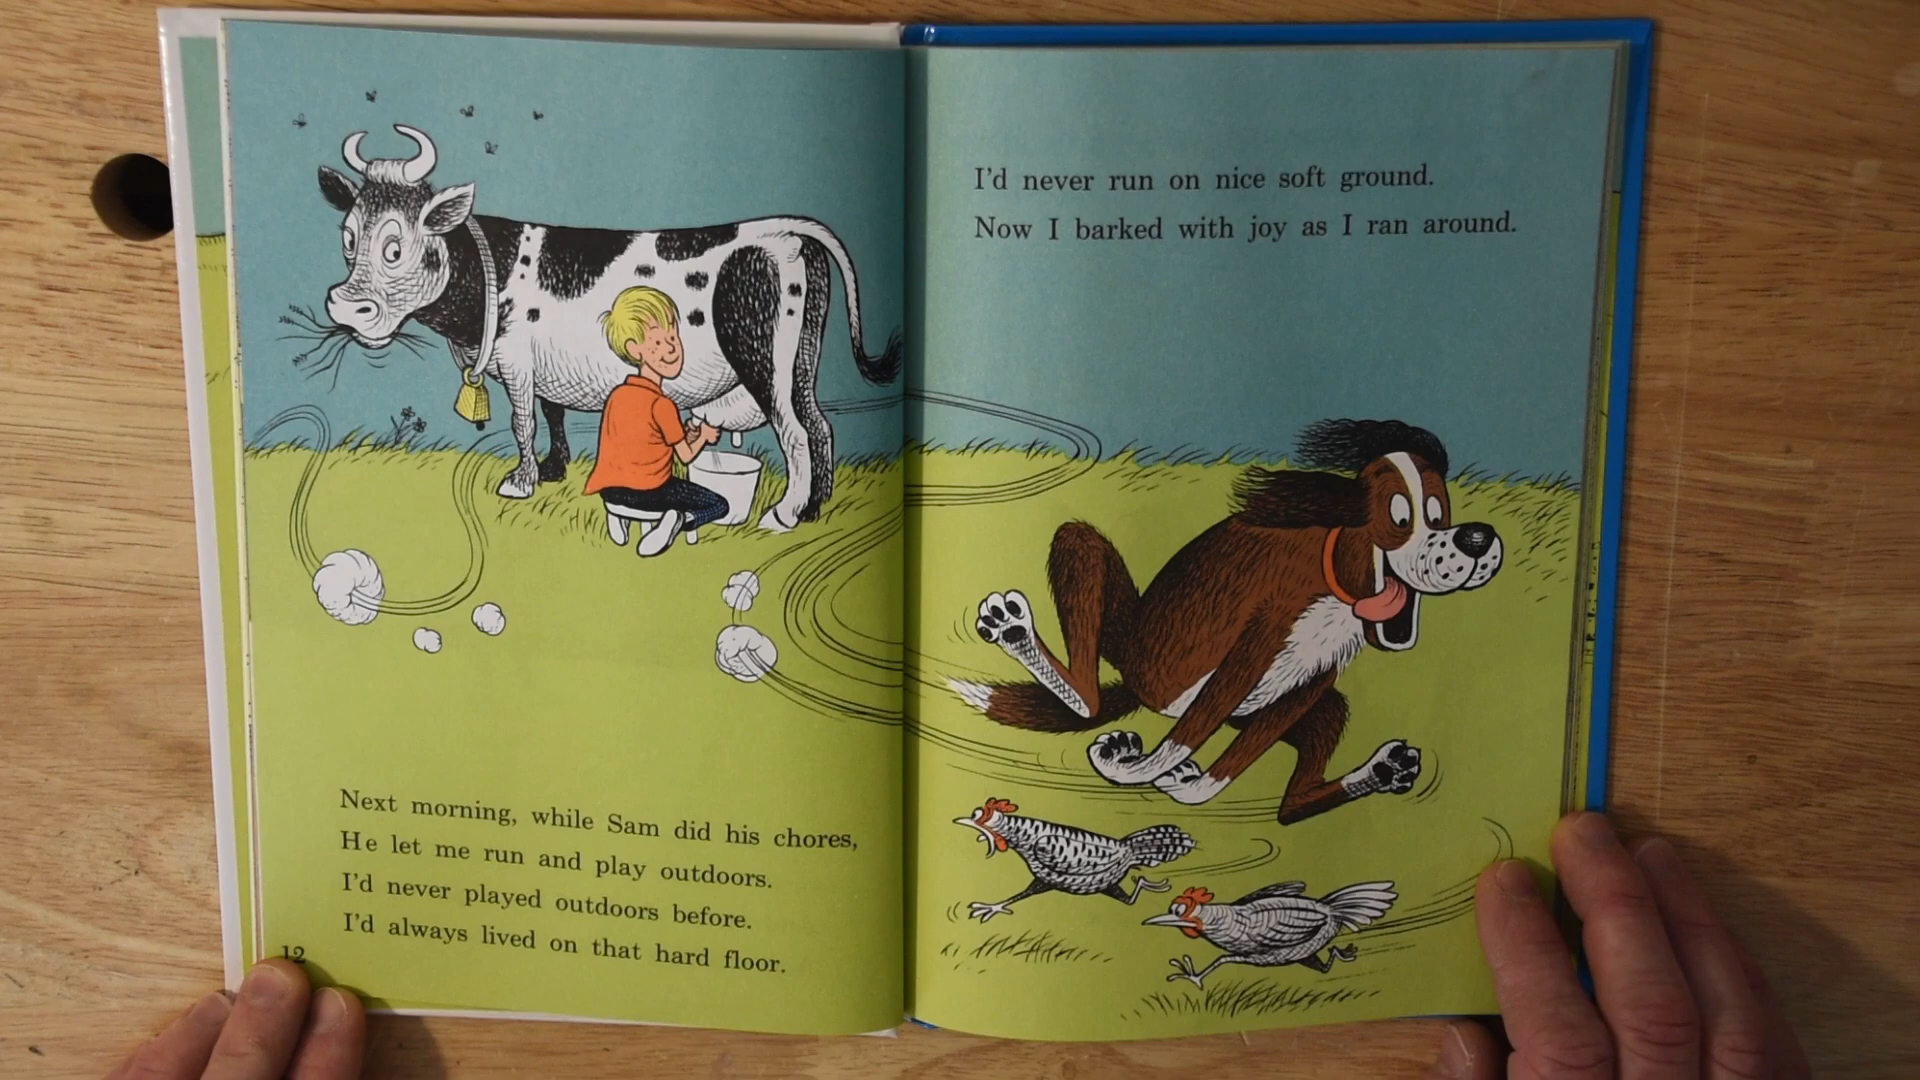 Next morning, while Sam did his chores,
He let me run and play outdoors.
I'd never played outdoors before.
I'd always lived on that hard floor.
12
I'd never run on nice soft ground.
Now I barked with joy as I ran around.